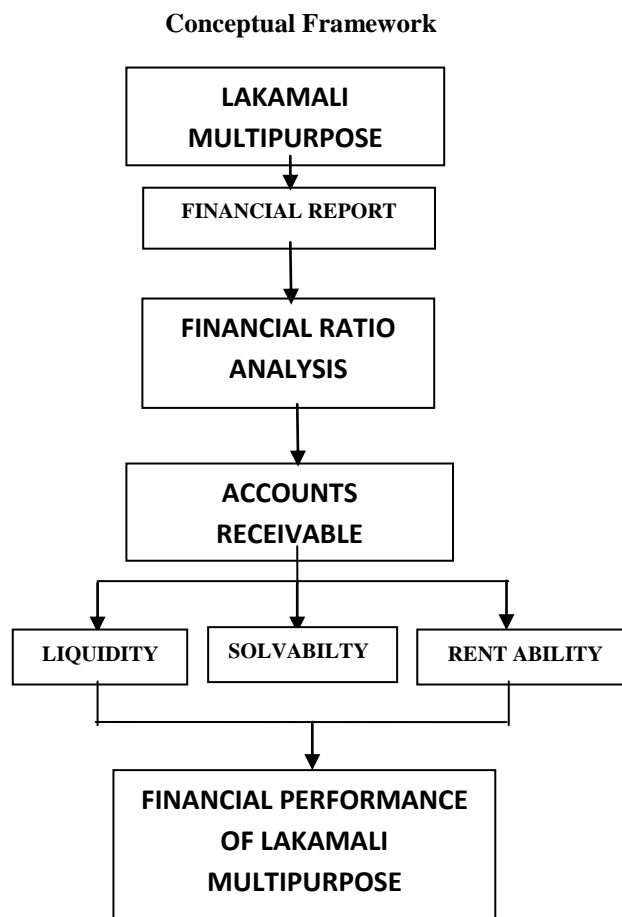 Conceptual Framework
LAKAMALI
MULTIPURPOSE
FINANCIAL REPORT
FINANCIAL RATIO
ANALYSIS
ACCOUNTS
RECEIVABLE
LIQUIDITY
SOLVABILTY
RENT ABILITY
FINANCIAL PERFORMANCE
OF LAKAMALI
MULTIPURPOSE